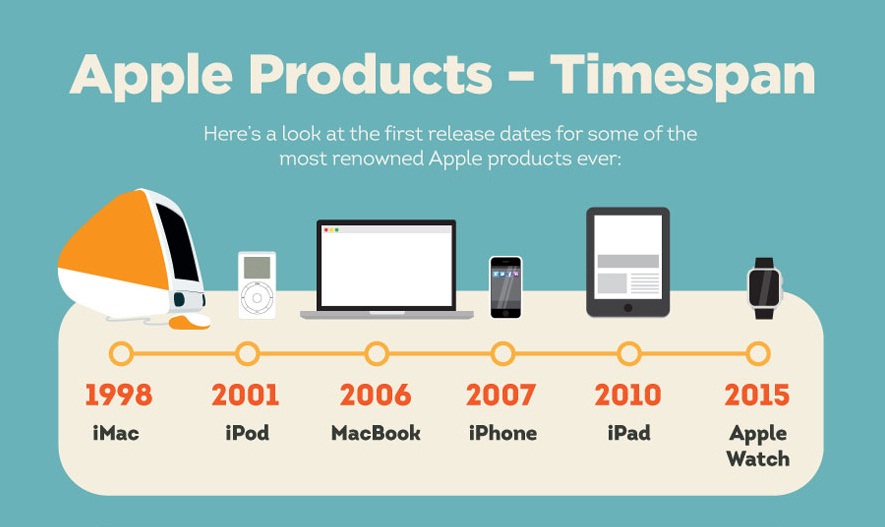 Apple Products – Timespan
Here's a look at the first release dates for some of the
most renowned Apple products ever:
1998
iMac
2001
iPod
2006
MacBook
2007
iPhone
2010
iPad
2015
Apple
Watch